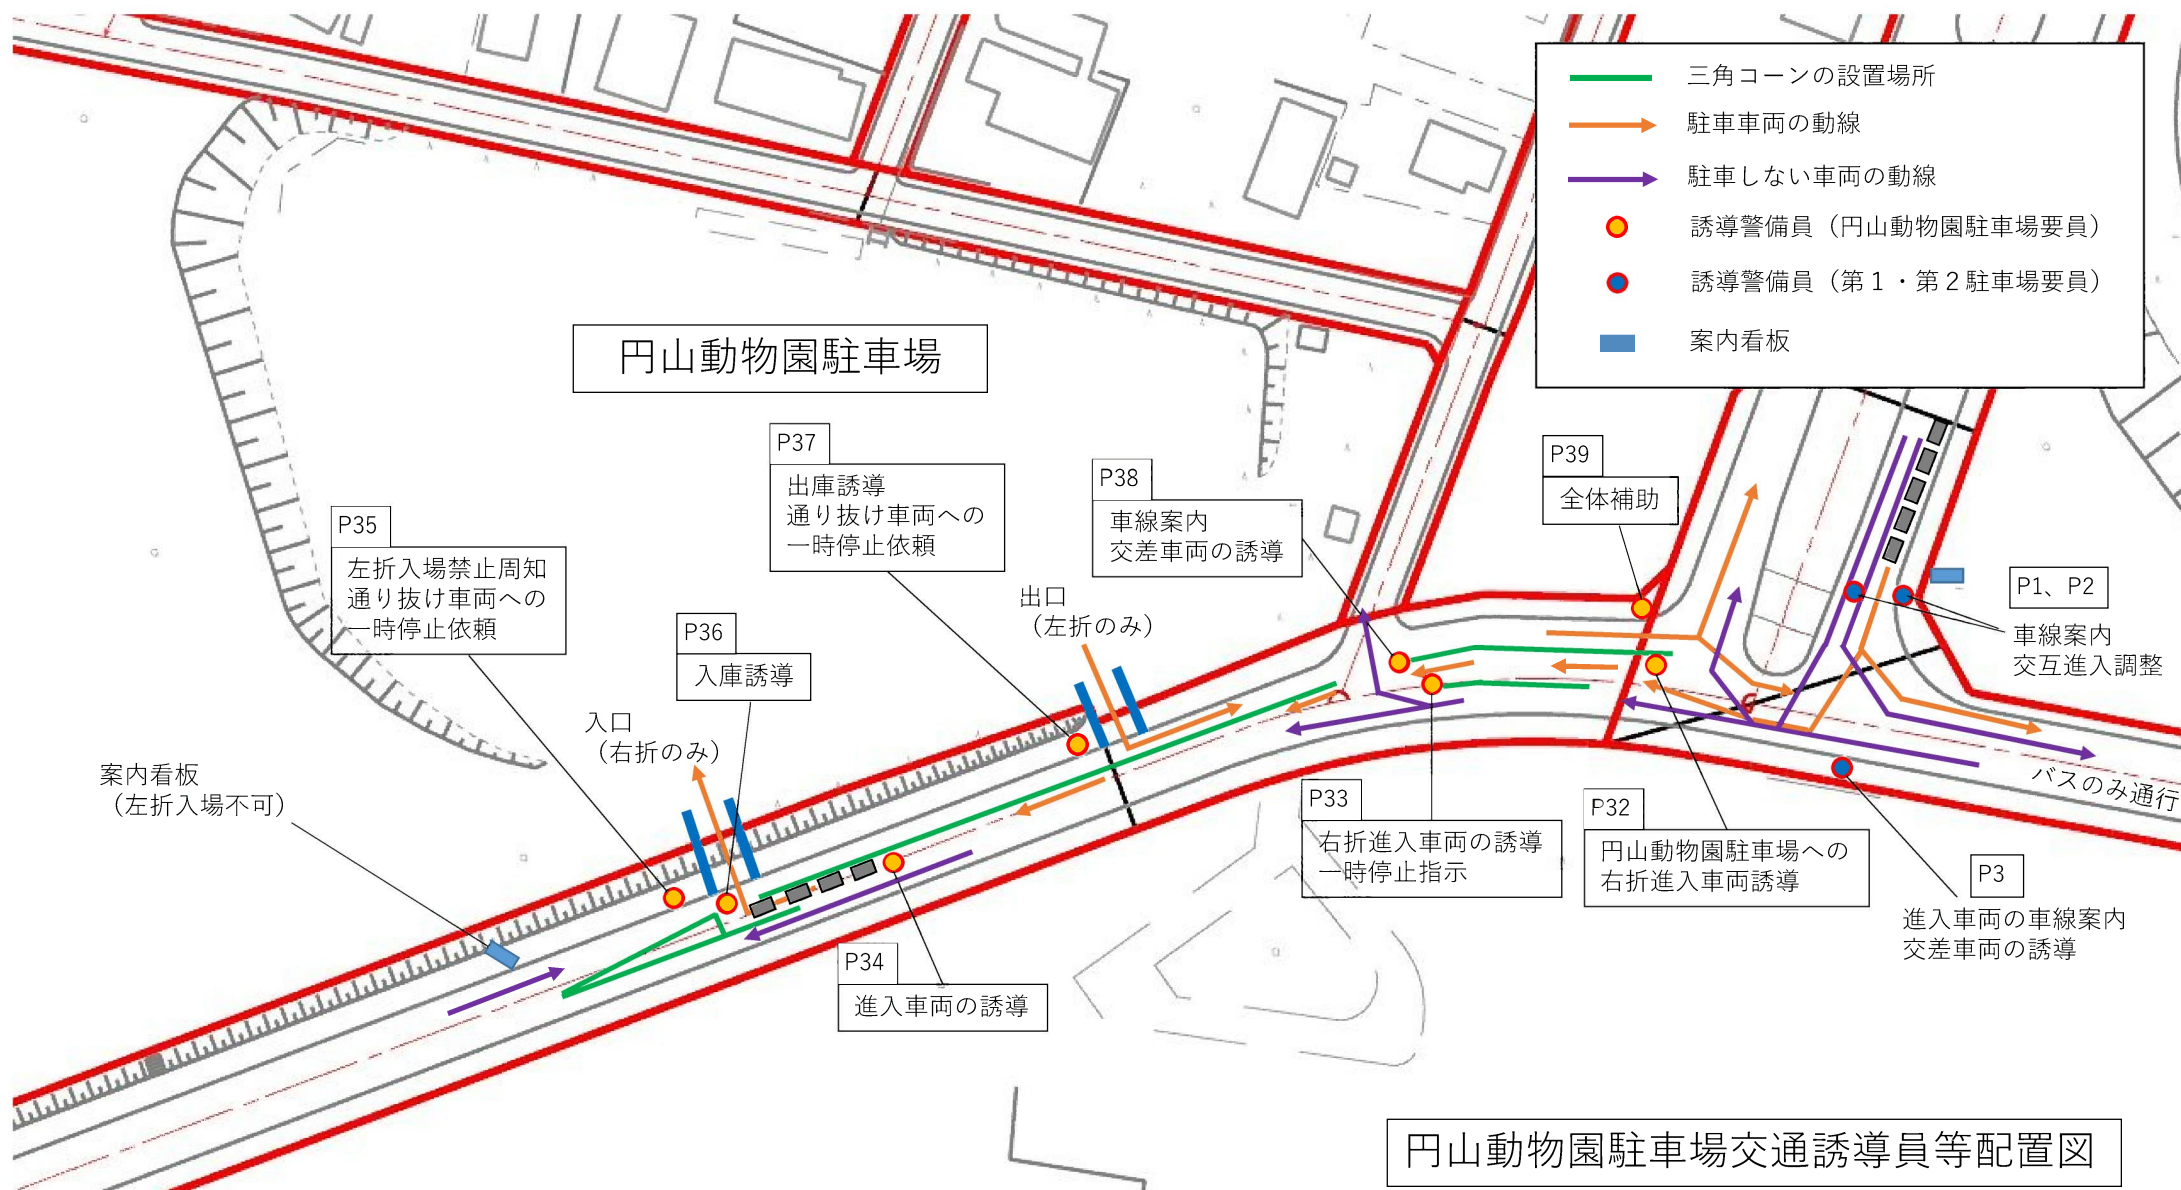 三角コーンの設置場所
駐車車両の動線
駐車しない車両の動線
誘導警備員（円山動物園駐車場要員）
誘導警備員（第１・第２駐車場要員）
案内看板
円山動物園駐車場
P37
出庫誘導
通り抜け車両への
一時停止依頼
P38
車線案内
交差車両の誘導
P39
全体補助
P35
左折入場禁止周知
通り抜け車両への
一時停止依頼
P36
入庫誘導
出口
（左折のみ）
P1、P2
車線案内
交互進入調整
入口
（右折のみ）
案内看板
（左折入場不可）
バスのみ通行
P33
右折進入車両の誘導
一時停止指示
P32
円山動物園駐車場への
右折進入車両誘導
P3
進入車両の車線案内
交差車両の誘導
P34
進入車両の誘導
円山動物園駐車場交通誘導員等配置図